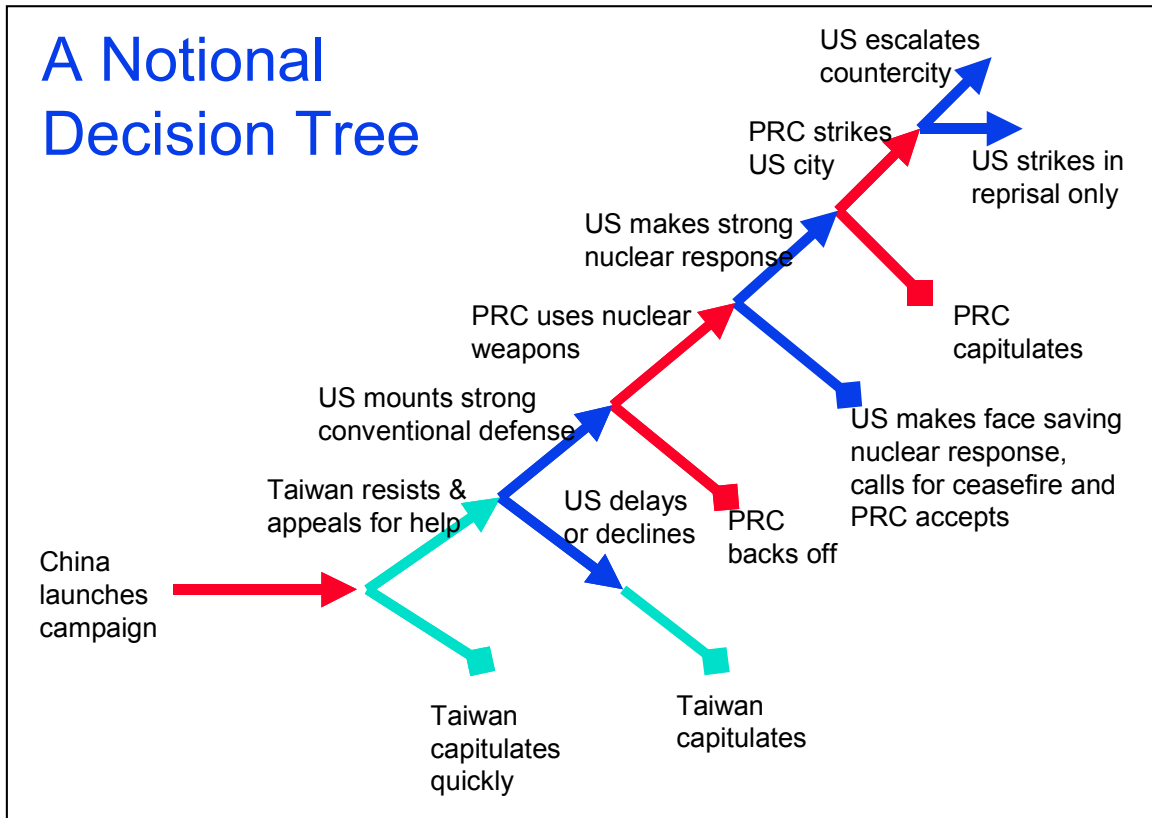 A Notional
Decision Tree
US escalates
countercity
PRC strikes
US city
US strikes in
reprisal only
US makes strong
nuclear response
PRC uses nuclear
weapons
PRC
capitulates
US mounts strong
conventional defense
US makes face saving
nuclear response,
calls for ceasefire and
PRC accepts
Taiwan resists &
appeals for help
US delays
or declines
PRC
backs off
China
launches
campaign
Taiwan
capitulates
quickly
Taiwan
capitulates